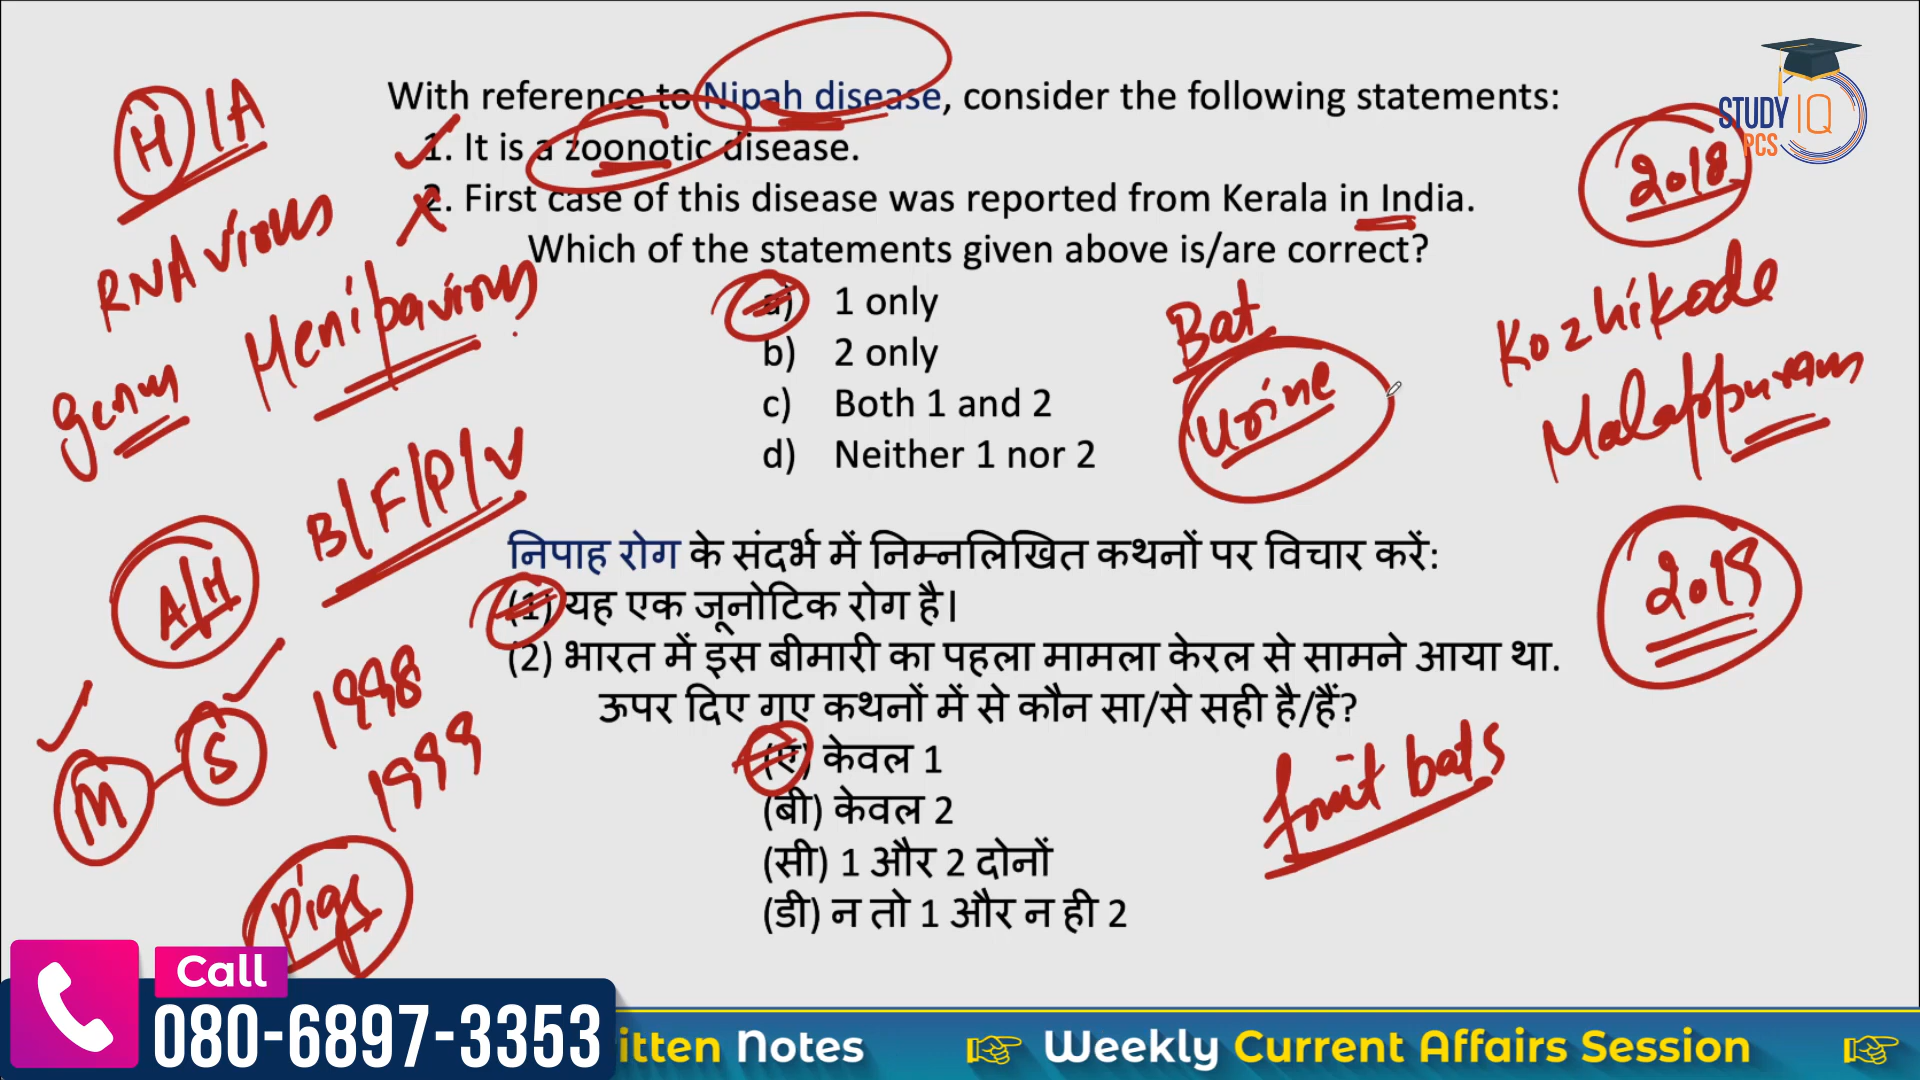 With reference to Nipah disease, consider the following statements:
1. It is a zoonotic disease.
2. First case of this disease was reported from Kerala in India.
Which of the statements given above is/are correct?
a) 1 only
b) 2 only
c) Both 1 and 2
d) Neither 1 nor 2
निपाह रोग के संदर्भ में निम्नलिखित कथनों पर विचार करें:
(1) यह एक जूनोटिक रोग है।
(2) भारत में इस बीमारी का पहला मामला केरल से सामने आया था.
ऊपर दिए गए कथनों में से कौन सा/से सही है/हैं?
(ए) केवल 1
(बी) केवल 2
(सी) 1 और 2 दोनों
(डी) न तो 1 और न ही 2
H/A
RNA virus
Genus Henipavirus
B/F/P/V
A/H
M-S
1998
1999
Pigs
Bat
Urine
fruit bats
2018
Kozhikode
Malappuram
2019
STUDY IQ
PCS
Call
080-6897-3353
itten Notes
Weekly Current Affairs Session